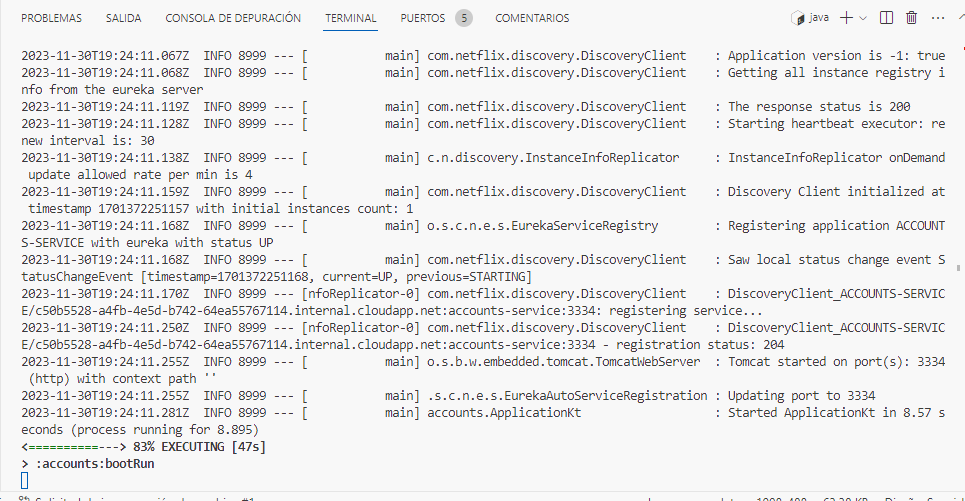 PROBLEMAS SALIDA CONSOLA DE DEPURACIÓN TERMINAL PUERTOS 5 COMENTARIOS java
2023-11-30T19:24:11.067Z  INFO 8999 --- [           main] com.netflix.discovery.DiscoveryClient    : Application version is -1: true
2023-11-30T19:24:11.068Z  INFO 8999 --- [           main] com.netflix.discovery.DiscoveryClient    : Getting all instance registry i
nfo from the eureka server
2023-11-30T19:24:11.119Z  INFO 8999 --- [           main] com.netflix.discovery.DiscoveryClient    : The response status is 200
2023-11-30T19:24:11.128Z  INFO 8999 --- [           main] com.netflix.discovery.DiscoveryClient    : Starting heartbeat executor: re
new interval is: 30
2023-11-30T19:24:11.138Z  INFO 8999 --- [           main] c.n.discovery.InstanceInfoReplicator     : InstanceInfoReplicator onDemand
 update allowed rate per min is 4
2023-11-30T19:24:11.159Z  INFO 8999 --- [           main] com.netflix.discovery.DiscoveryClient    : Discovery Client initialized at
 timestamp 1701372251157 with initial instances count: 1
2023-11-30T19:24:11.168Z  INFO 8999 --- [           main] o.s.c.n.e.s.EurekaServiceRegistry        : Registering application ACCOUNT
S-SERVICE with eureka with status UP
2023-11-30T19:24:11.168Z  INFO 8999 --- [           main] com.netflix.discovery.DiscoveryClient    : Saw local status change event S
tatusChangeEvent [timestamp=1701372251168, current=UP, previous=STARTING]
2023-11-30T19:24:11.170Z  INFO 8999 --- [nfoReplicator-0] com.netflix.discovery.DiscoveryClient    : DiscoveryClient_ACCOUNTS-SERVIC
E/c50b5528-a4fb-4e5d-b742-64ea55767114.internal.cloudapp.net:accounts-service:3334: registering service...
2023-11-30T19:24:11.250Z  INFO 8999 --- [nfoReplicator-0] com.netflix.discovery.DiscoveryClient    : DiscoveryClient_ACCOUNTS-SERVIC
E/c50b5528-a4fb-4e5d-b742-64ea55767114.internal.cloudapp.net:accounts-service:3334 - registration status: 204
2023-11-30T19:24:11.255Z  INFO 8999 --- [           main] o.s.b.w.embedded.tomcat.TomcatWebServer  : Tomcat started on port(s): 3334
 (http) with context path ''
2023-11-30T19:24:11.255Z  INFO 8999 --- [           main] .s.c.n.e.s.EurekaAutoServiceRegistration : Updating port to 3334
2023-11-30T19:24:11.281Z  INFO 8999 --- [           main] accounts.ApplicationKt                   : Started ApplicationKt in 8.57 s
econds (process running for 8.895)
<==========---> 83% EXECUTING [47s]
> :accounts:bootRun